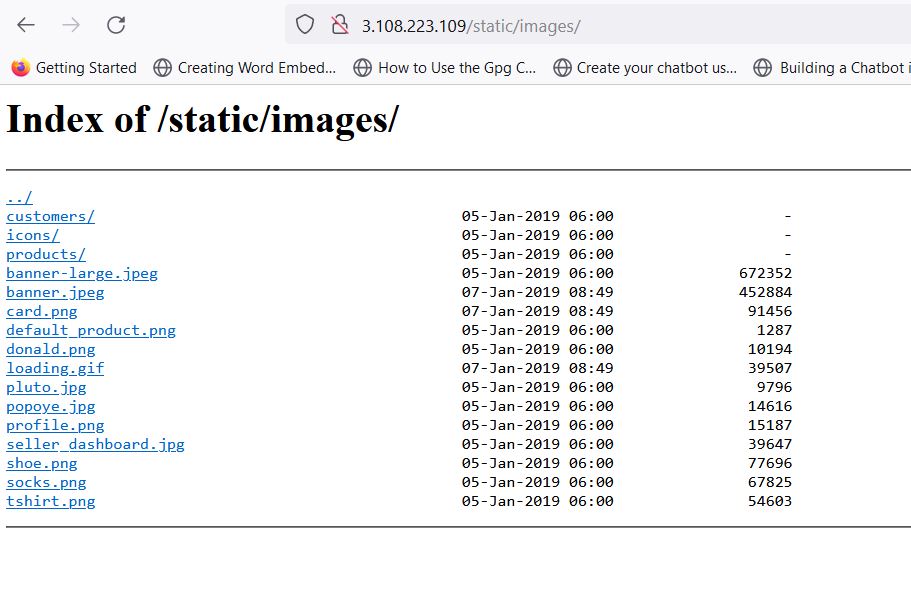 3.108.223.109/static/images/
Getting Started Creating Word Embed... How to Use the Gpg C... Create your chatbot us... Building a Chatbot i
Index of /static/images/
../
customers/ 05-Jan-2019 06:00 -
icons/ 05-Jan-2019 06:00 -
products/ 05-Jan-2019 06:00 -
banner-large.jpeg 05-Jan-2019 06:00 672352
banner.jpeg 07-Jan-2019 08:49 452884
card.png 07-Jan-2019 08:49 91456
default_product.png 05-Jan-2019 06:00 1287
donald.png 05-Jan-2019 06:00 10194
loading.gif 07-Jan-2019 08:49 39507
pluto.jpg 05-Jan-2019 06:00 9796
popoye.jpg 05-Jan-2019 06:00 14616
profile.png 05-Jan-2019 06:00 15187
seller_dashboard.jpg 05-Jan-2019 06:00 39647
shoe.png 05-Jan-2019 06:00 77696
socks.png 05-Jan-2019 06:00 67825
tshirt.png 05-Jan-2019 06:00 54603